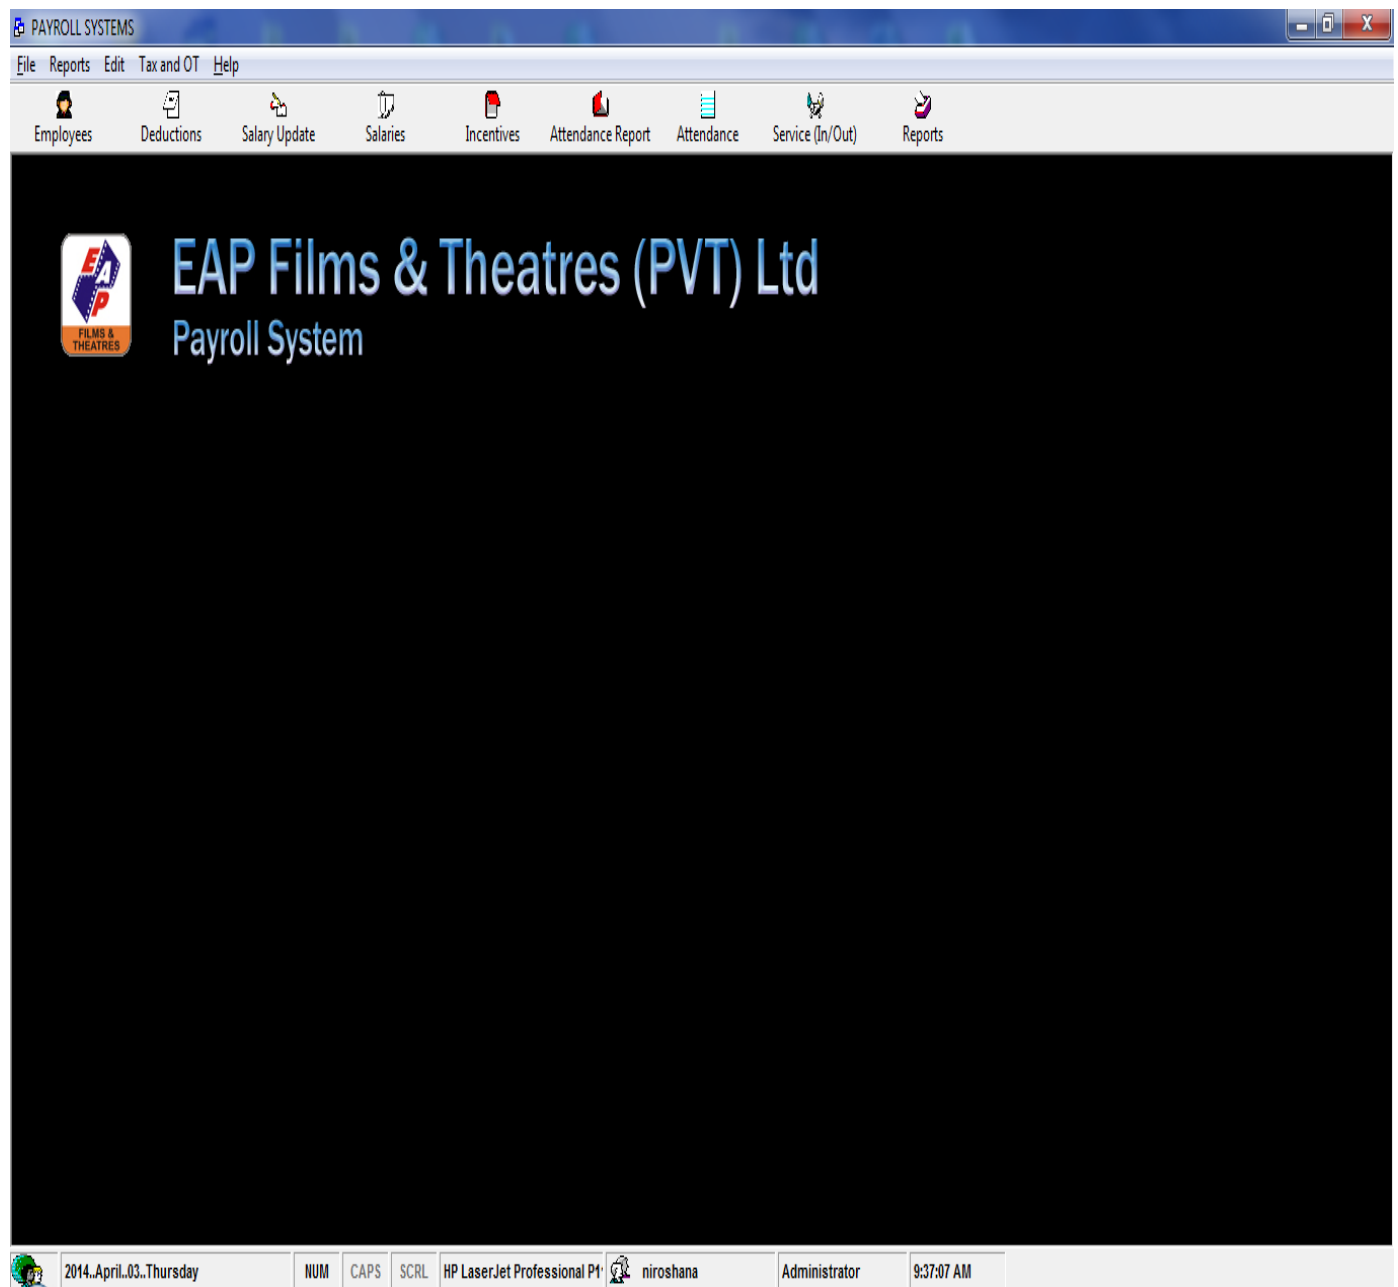 PAYROLL SYSTEMS
File Reports Edit Tax and OT Help
Employees Deductions Salary Update Salaries Incentives Attendance Report Attendance Service (In/Out) Reports
EAP
FILMS &
THEATRES
EAP Films & Theatres (PVT) Ltd
Payroll System
2014..April..03..Thursday NUM CAPS SCRL HP LaserJet Professional P1 niroshana Administrator 9:37:07 AM